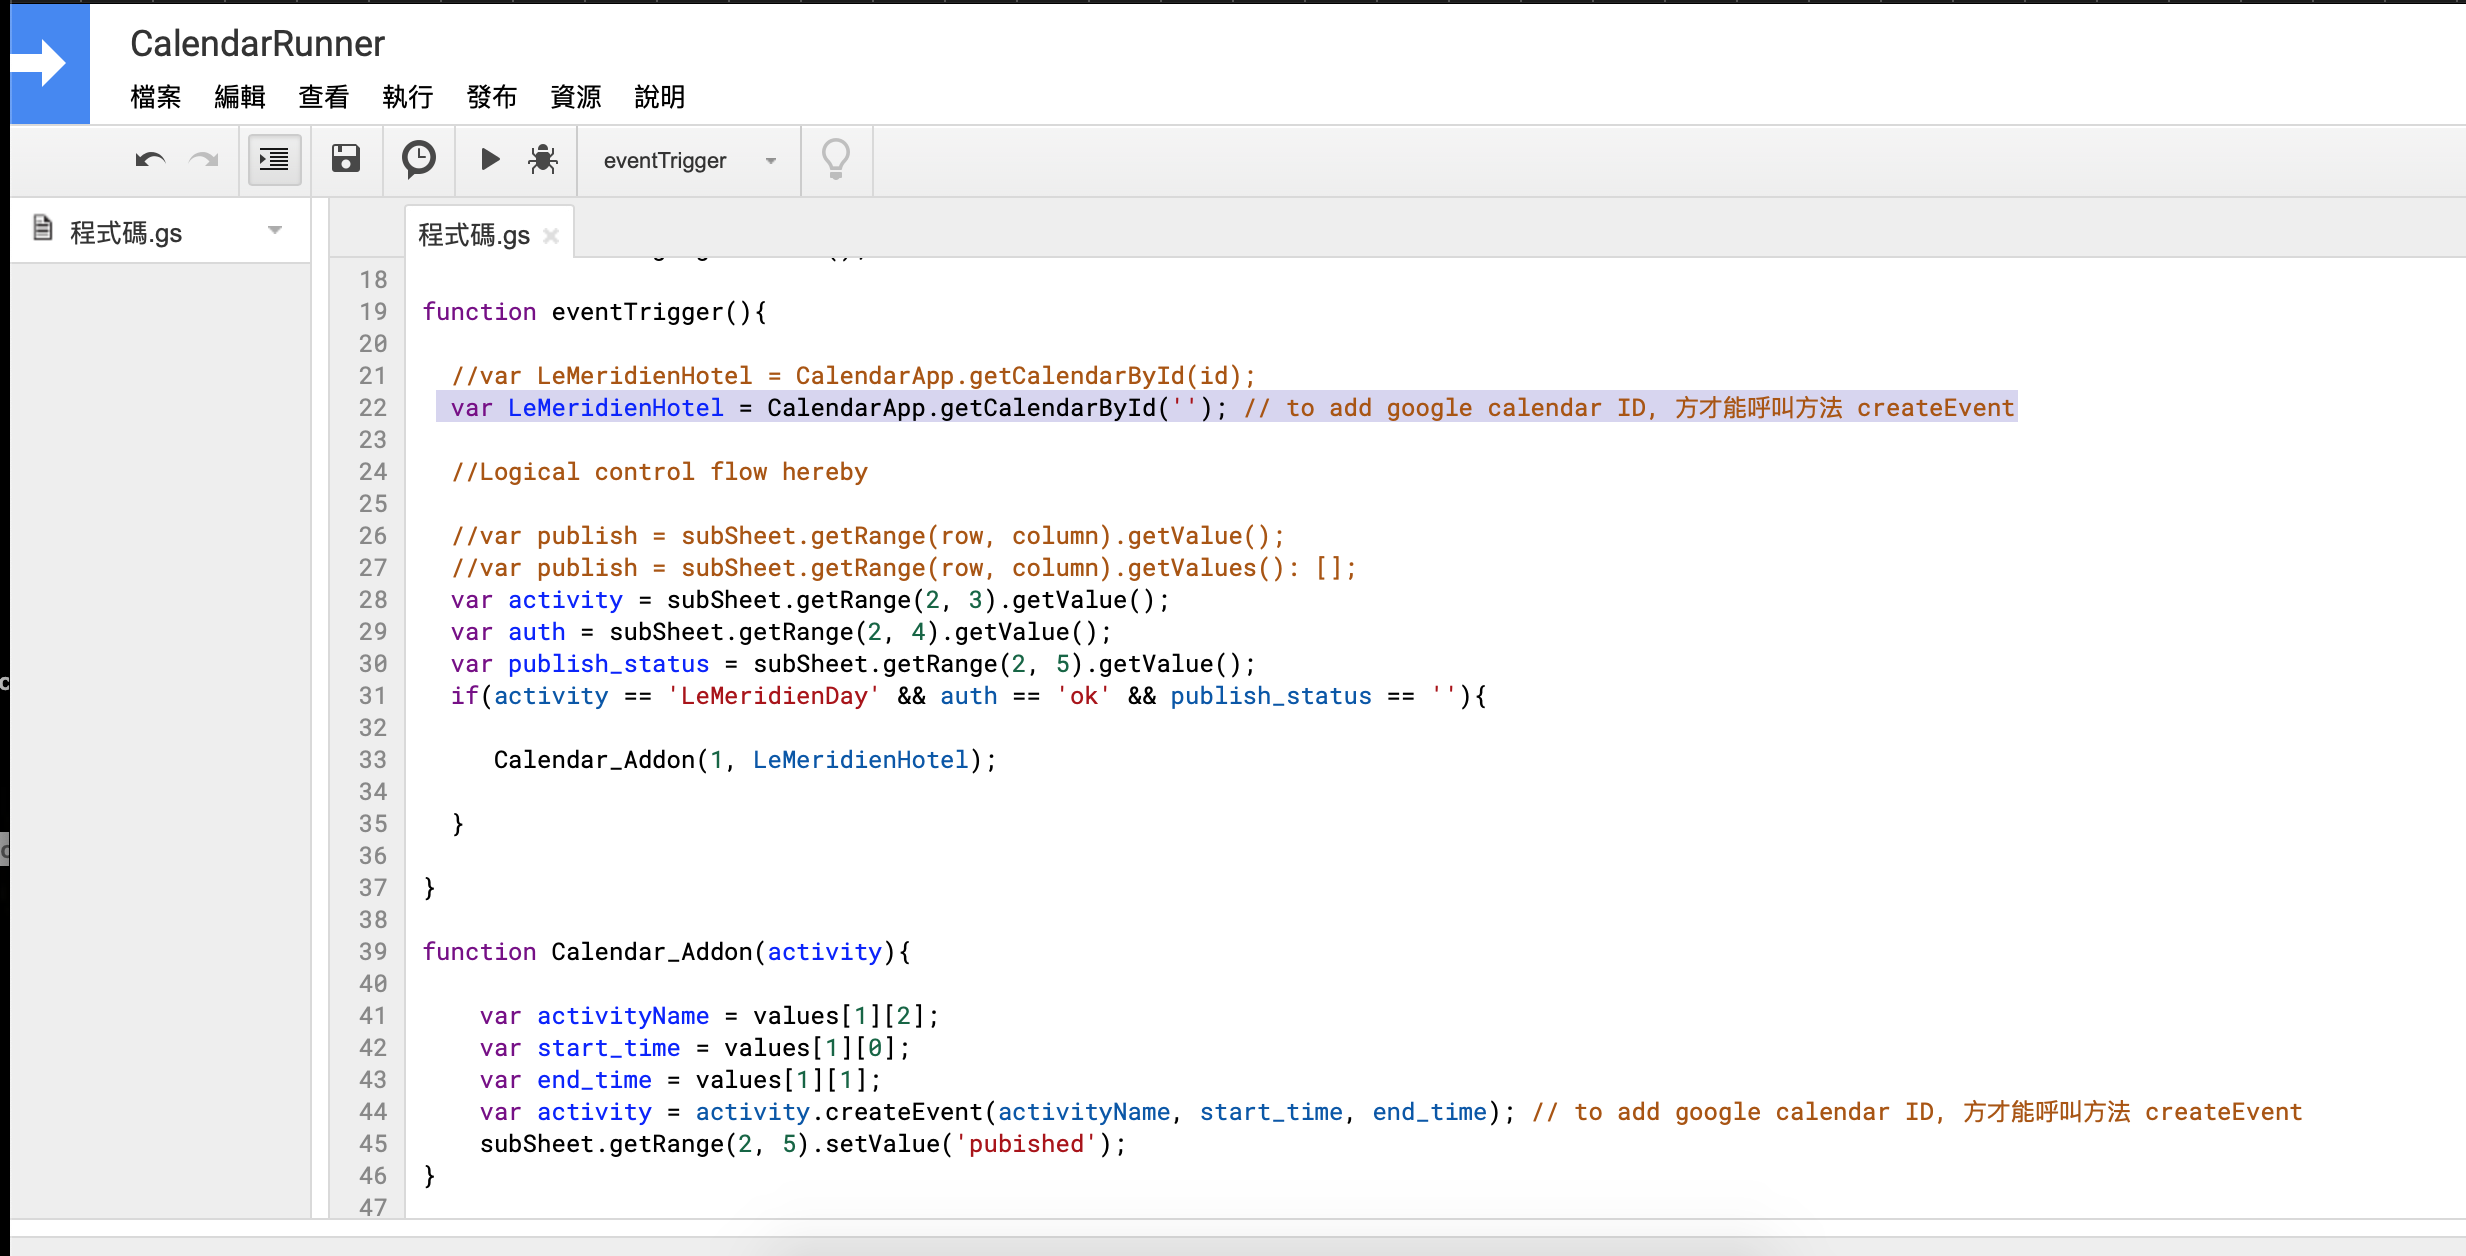 CalendarRunner
檔案 編輯 查看 執行 發布 資源 說明
eventTrigger
程式碼.gs
程式碼.gs
18
19 function eventTrigger(){
20
21 //var LeMeridienHotel = CalendarApp.getCalendarById(id);
22 var LeMeridienHotel = CalendarApp.getCalendarById(''); // to add google calendar ID, 方才能呼叫方法 createEvent
23
24 //Logical control flow hereby
25
26 //var publish = subSheet.getRange(row, column).getValue();
27 //var publish = subSheet.getRange(row, column).getValues(): [];
28 var activity = subSheet.getRange(2, 3).getValue();
29 var auth = subSheet.getRange(2, 4).getValue();
30 var publish_status = subSheet.getRange(2, 5).getValue();
31 if(activity == 'LeMeridienDay' && auth == 'ok' && publish_status == ''){
32
33 Calendar_Addon(1, LeMeridienHotel);
34
35 }
36
37 }
38
39 function Calendar_Addon(activity){
40
41 var activityName = values[1][2];
42 var start_time = values[1][0];
43 var end_time = values[1][1];
44 var activity = activity.createEvent(activityName, start_time, end_time); // to add google calendar ID, 方才能呼叫方法 createEvent
45 subSheet.getRange(2, 5).setValue('pubished');
46 }
47